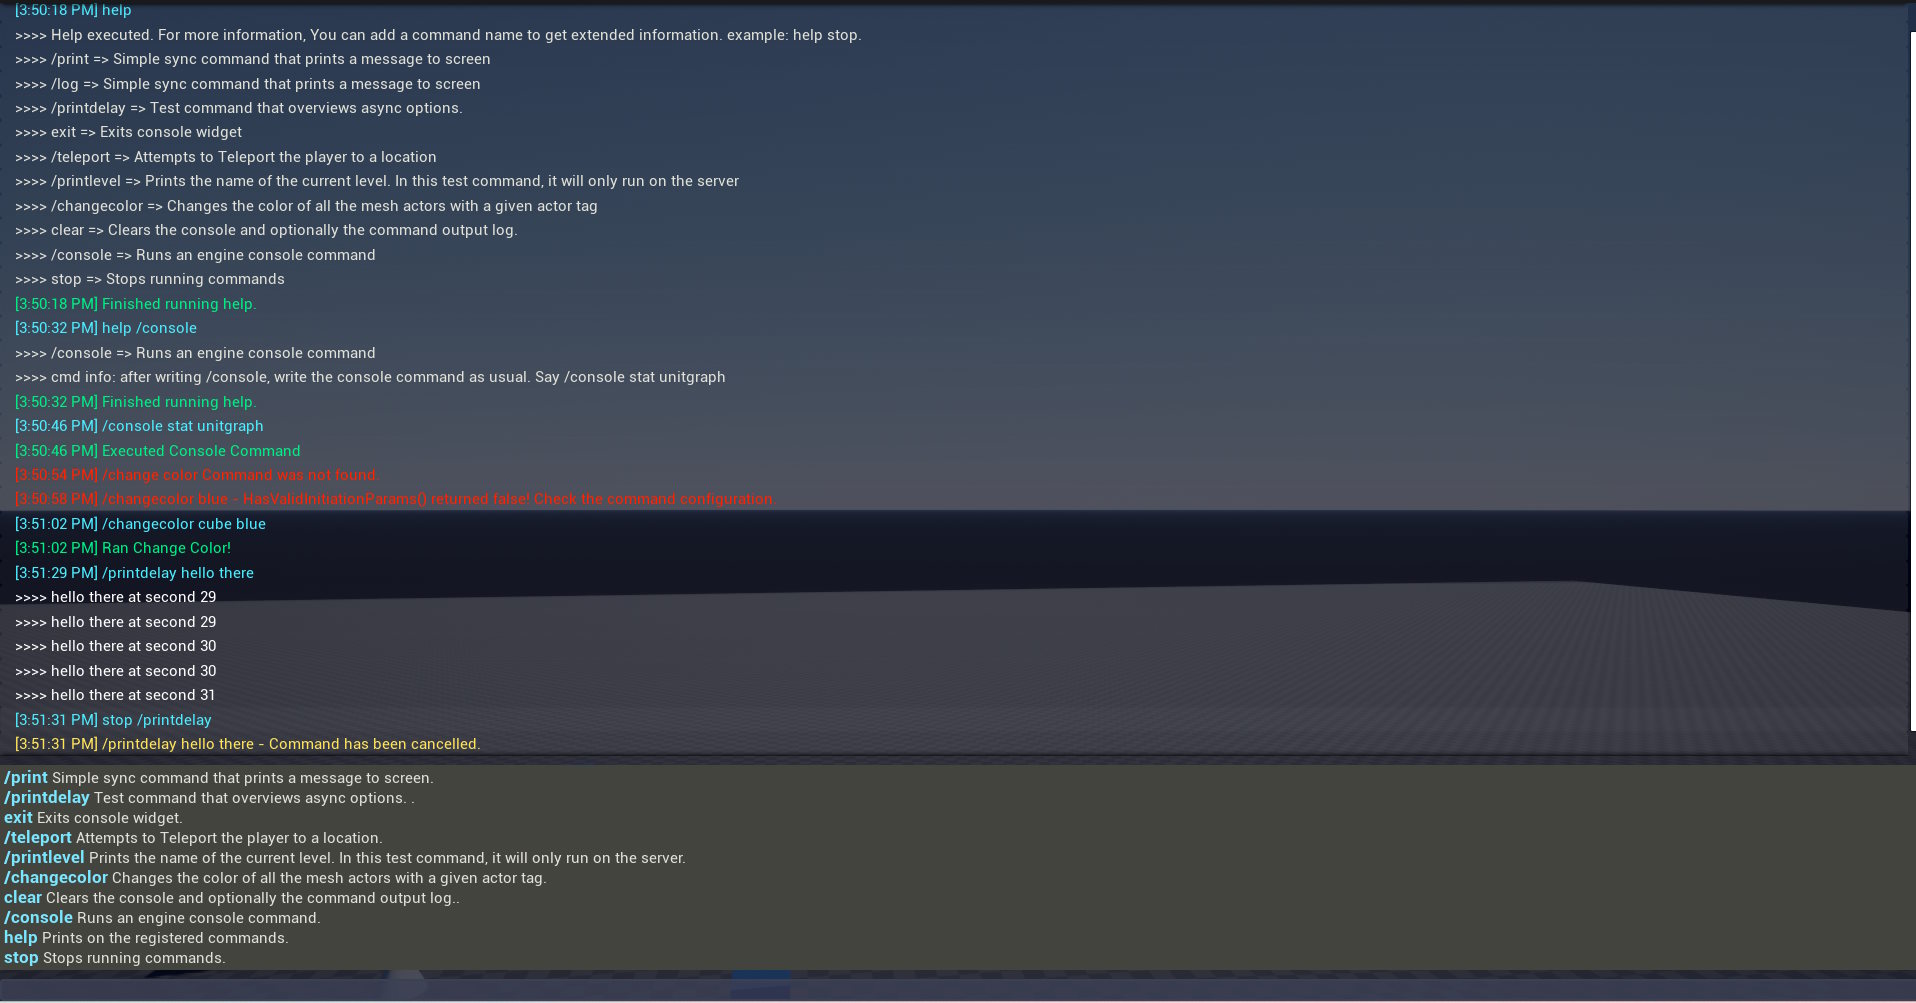 [3:50:18 PM] help
>>>> Help executed. For more information, You can add a command name to get extended information. example: help stop.
>>>> /print => Simple sync command that prints a message to screen
>>>> /log => Simple sync command that prints a message to screen
>>>> /printdelay => Test command that overviews async options.
>>>> exit => Exits console widget
>>>> /teleport => Attempts to Teleport the player to a location
>>>> /printlevel => Prints the name of the current level. In this test command, it will only run on the server
>>>> /changecolor => Changes the color of all the mesh actors with a given actor tag
>>>> clear => Clears the console and optionally the command output log.
>>>> /console => Runs an engine console command
>>>> stop => Stops running commands
[3:50:18 PM] Finished running help.
[3:50:32 PM] help /console
>>>> /console => Runs an engine console command
>>>> cmd info: after writing /console, write the console command as usual. Say /console stat unitgraph
[3:50:32 PM] Finished running help.
[3:50:46 PM] /console stat unitgraph
[3:50:46 PM] Executed Console Command
[3:50:54 PM] /change color Command was not found.
[3:50:58 PM] /changecolor blue - HasValidInitiationParams() returned false! Check the command configuration.
[3:51:02 PM] /changecolor cube blue
[3:51:02 PM] Ran Change Color!
[3:51:29 PM] /printdelay hello there
>>>> hello there at second 29
>>>> hello there at second 29
>>>> hello there at second 30
>>>> hello there at second 30
>>>> hello there at second 31
[3:51:31 PM] stop /printdelay
[3:51:31 PM] /printdelay hello there - Command has been cancelled.
/print Simple sync command that prints a message to screen.
/printdelay Test command that overviews async options. .
exit Exits console widget.
/teleport Attempts to Teleport the player to a location.
/printlevel Prints the name of the current level. In this test command, it will only run on the server.
/changecolor Changes the color of all the mesh actors with a given actor tag.
clear Clears the console and optionally the command output log..
/console Runs an engine console command.
help Prints on the registered commands.
stop Stops running commands.